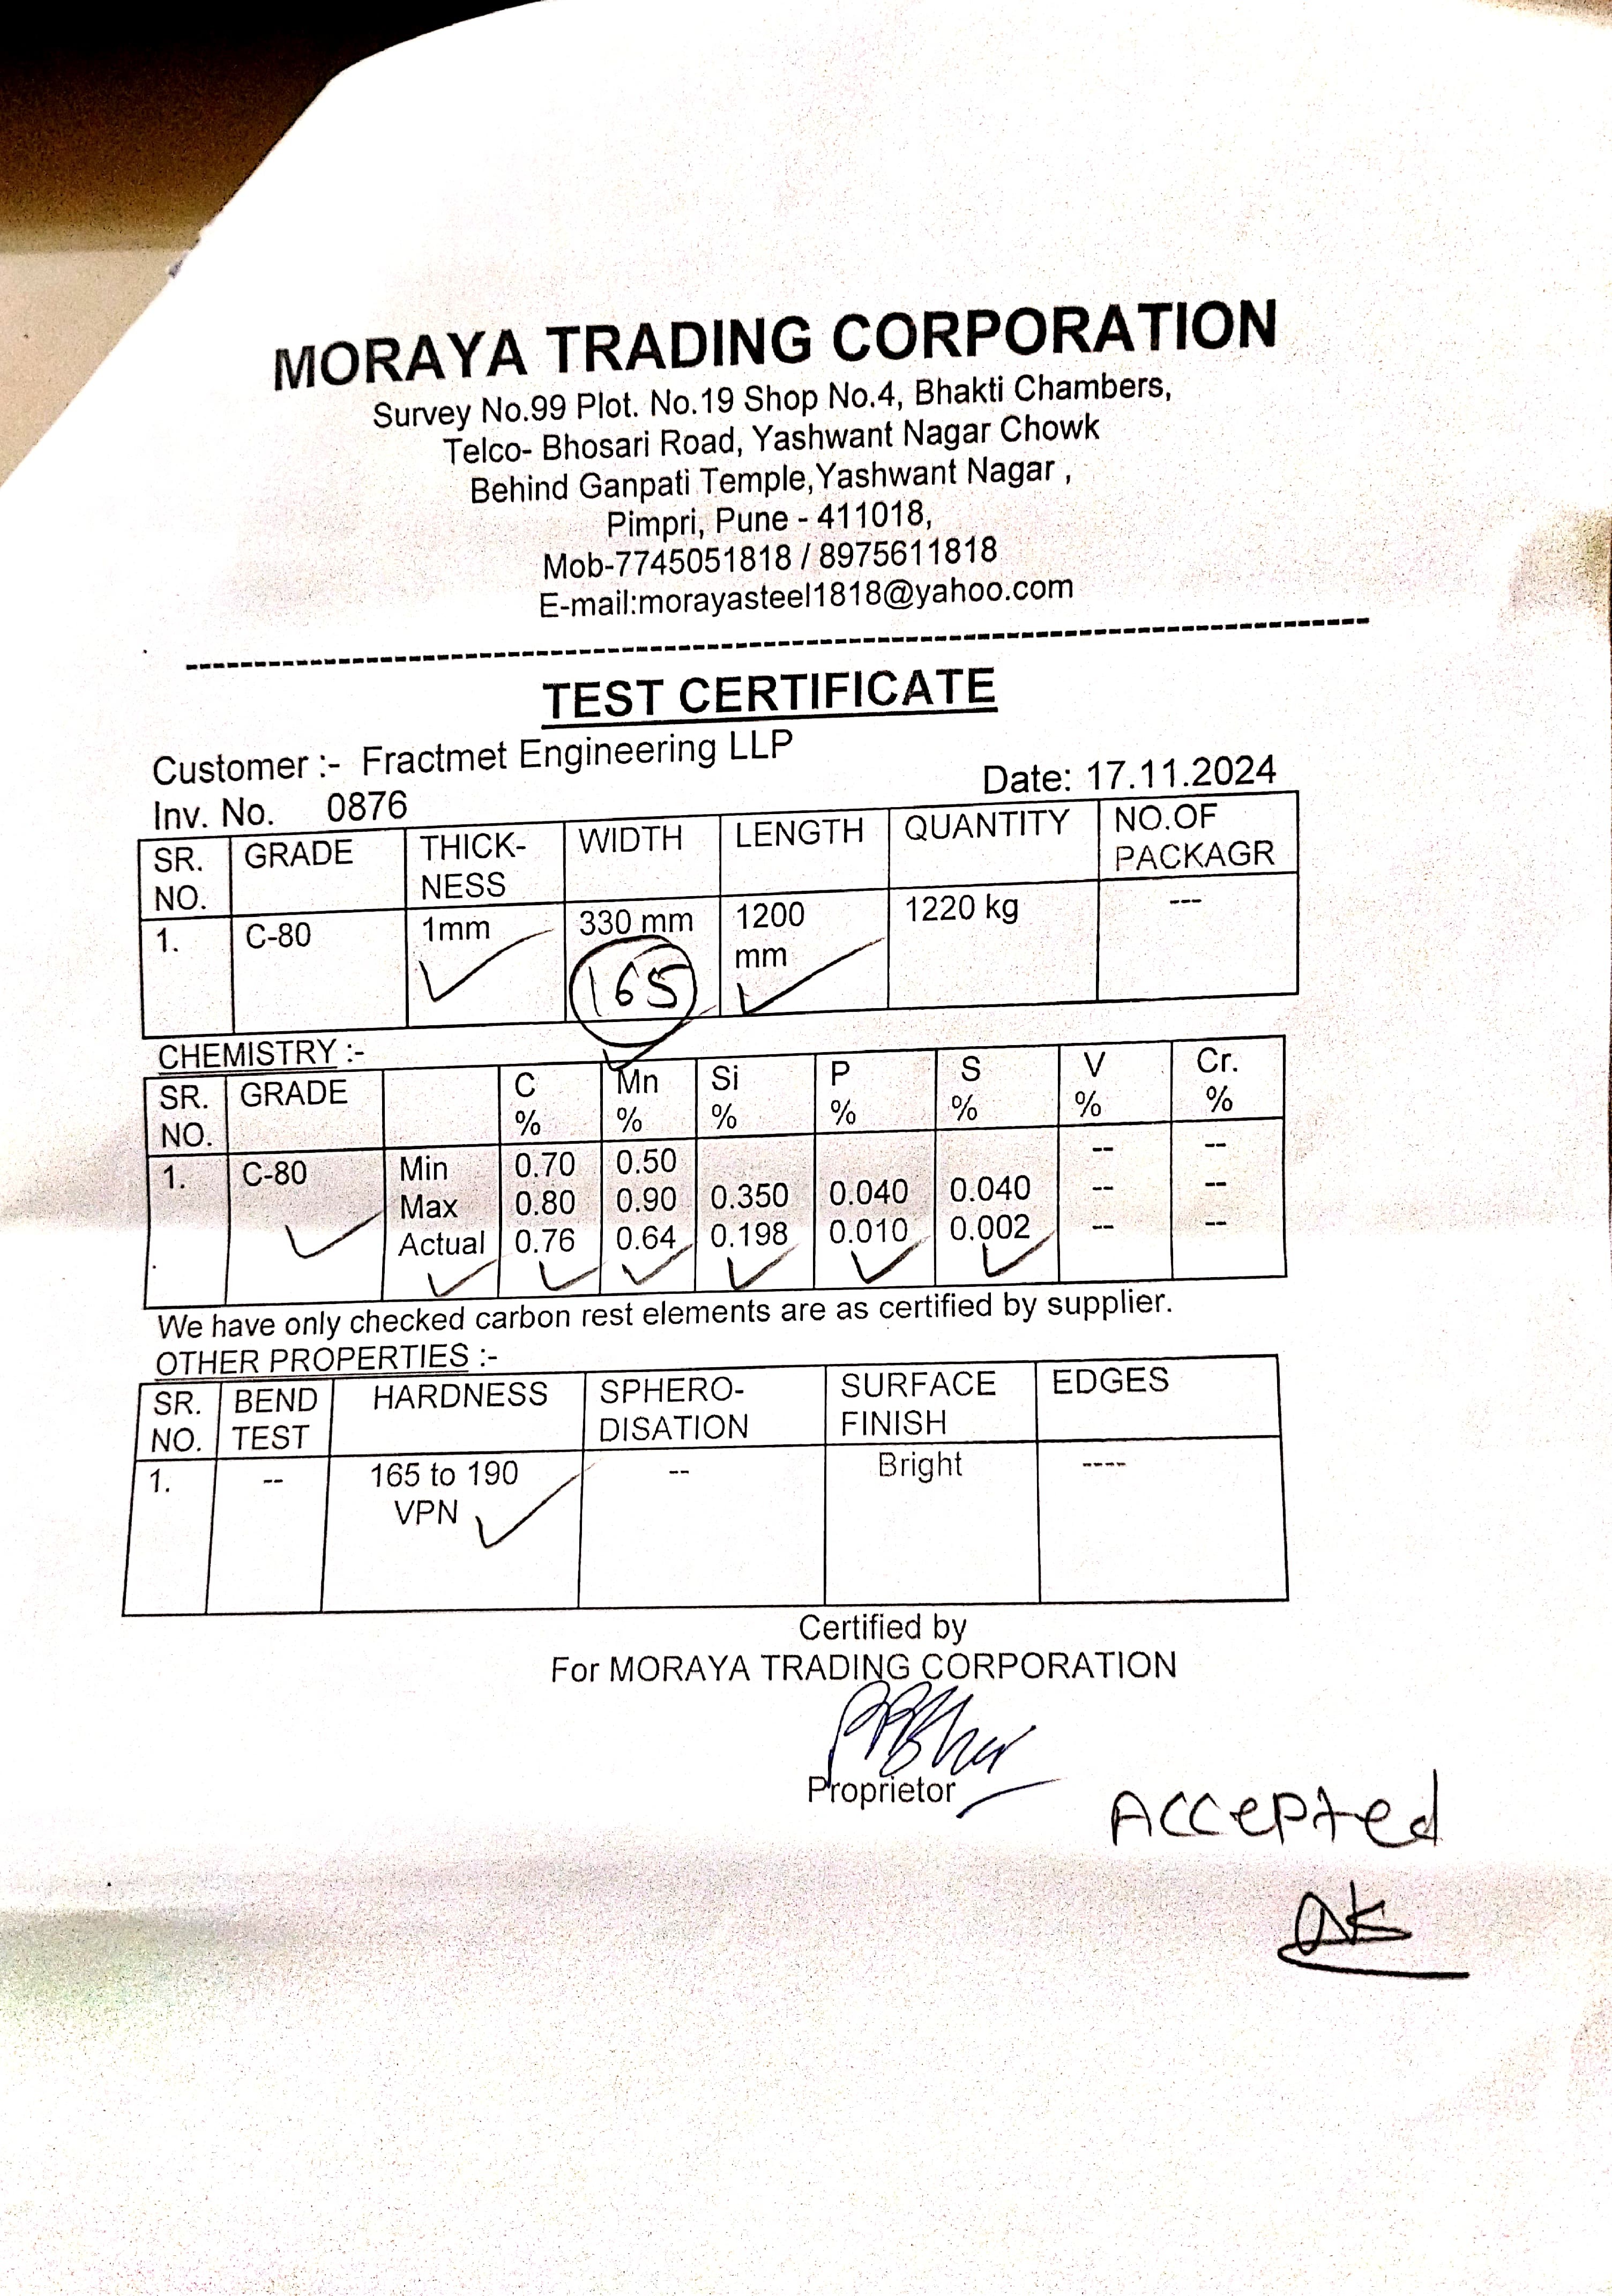 MORAYA TRADING CORPORATION
Survey No.99 Plot. No.19 Shop No.4, Bhakti Chambers,
Telco- Bhosari Road, Yashwant Nagar Chowk
Behind Ganpati Temple,Yashwant Nagar ,
Pimpri, Pune - 411018,
Mob-7745051818 / 8975611818
E-mail:morayasteel1818@yahoo.com
TEST CERTIFICATE
Customer :- Fractmet Engineering LLP
Inv. No. 0876 Date: 17.11.2024
SR. NO. GRADE THICK-NESS WIDTH LENGTH QUANTITY NO.OF PACKAGR
1. C-80 1mm 330 mm 1200 mm 1220 kg ---
165
CHEMISTRY :-
SR. NO. GRADE C % Mn % Si % P % S % V % Cr. %
1. C-80 Min 0.70 0.50 -- --
Max 0.80 0.90 0.350 0.040 0.040 -- --
Actual 0.76 0.64 0.198 0.010 0.002 -- --
We have only checked carbon rest elements are as certified by supplier.
OTHER PROPERTIES :-
SR. NO. BEND TEST HARDNESS SPHERO-DISATION SURFACE FINISH EDGES
1. -- 165 to 190 VPN -- Bright ----
Certified by
For MORAYA TRADING CORPORATION
Proprietor
Accepted